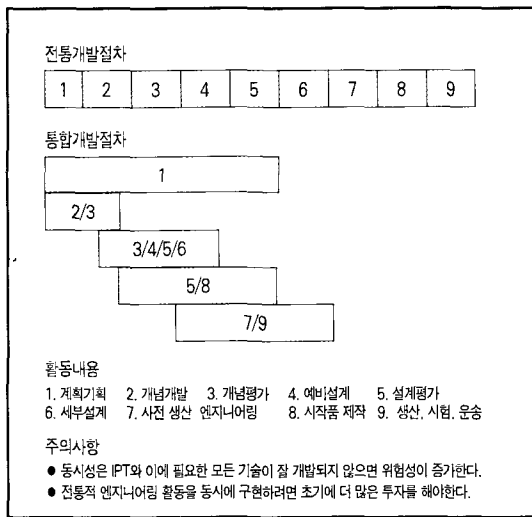 전통개발절차
1 2 3 4 5 6 7 8 9
통합개발절차
1
2/3
3/4/5/6
5/8
7/9
활동내용
1. 계획기획 2. 개념개발 3. 개념평가 4. 예비설계 5. 설계평가
6. 세부설계 7. 사전 생산 엔지니어링 8. 시작품 제작 9. 생산, 시험, 운송
주의사항
● 동시성은 IPT와 이에 필요한 모든 기술이 잘 개발되지 않으면 위험성이 증가한다.
● 전통적 엔지니어링 활동을 동시에 구현하려면 초기에 더 많은 투자를 해야한다.